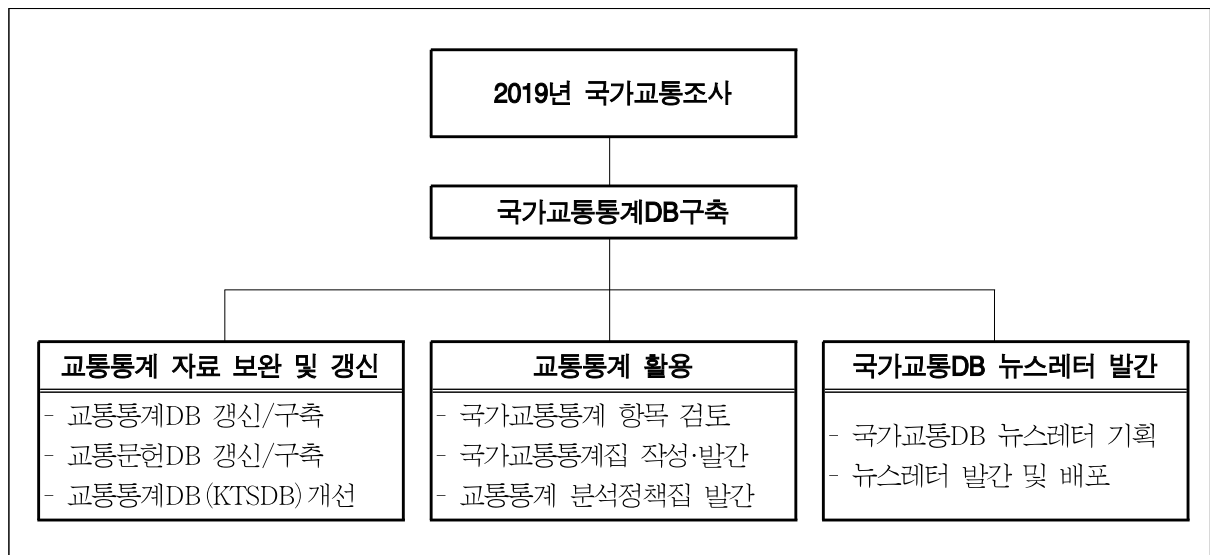 2019년 국가교통조사
국가교통통계DB구축
교통통계 자료 보완 및 갱신
- 교통통계DB 갱신/구축
- 교통문헌DB 갱신/구축
- 교통통계DB(KTSDB)개선
교통통계 활용
- 국가교통통계 항목 검토
- 국가교통통계집 작성·발간
- 교통통계 분석정책집 발간
국가교통DB 뉴스레터 발간
- 국가교통DB 뉴스레터 기획
- 뉴스레터 발간 및 배포